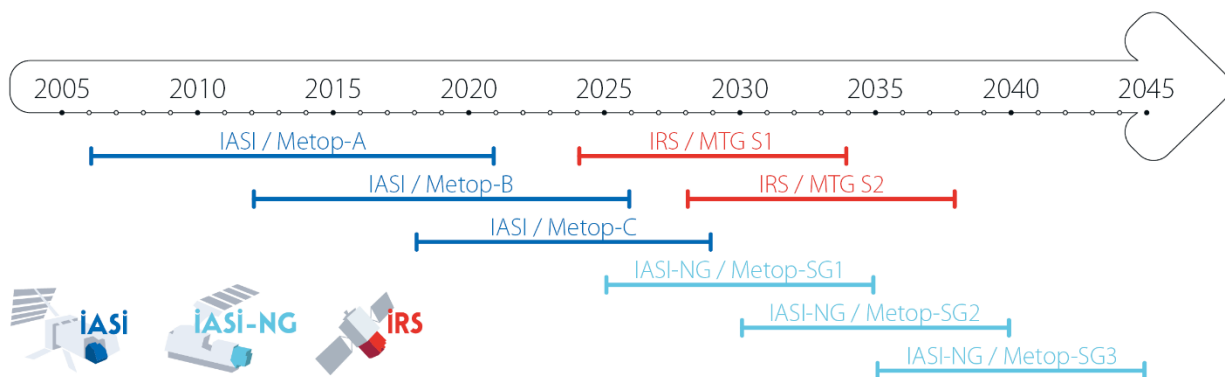 2005 2010 2015 2020 2025 2030 2035 2040 2045
IASI / Metop-A
IRS / MTG S1
IASI / Metop-B
IRS / MTG S2
IASI / Metop-C
IASI-NG / Metop-SG1
IASI-NG / Metop-SG2
IASI-NG / Metop-SG3
iASi
iASi-NG
iRS